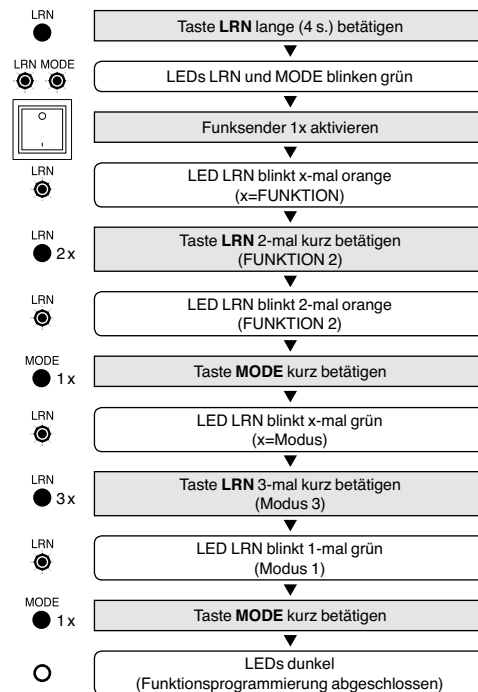 LRN
Taste LRN lange (4 s.) betätigen
LRN MODE
LEDs LRN und MODE blinken grün
Funksender 1x aktivieren
LRN
LED LRN blinkt x-mal orange
(x=FUNKTION)
LRN
2x
Taste LRN 2-mal kurz betätigen
(FUNKTION 2)
LRN
LED LRN blinkt 2-mal orange
(FUNKTION 2)
MODE
1x
Taste MODE kurz betätigen
LRN
LED LRN blinkt x-mal grün
(x=Modus)
LRN
3x
Taste LRN 3-mal kurz betätigen
(Modus 3)
LRN
LED LRN blinkt 1-mal grün
(Modus 1)
MODE
1x
Taste MODE kurz betätigen
LEDs dunkel
(Funktionsprogrammierung abgeschlossen)